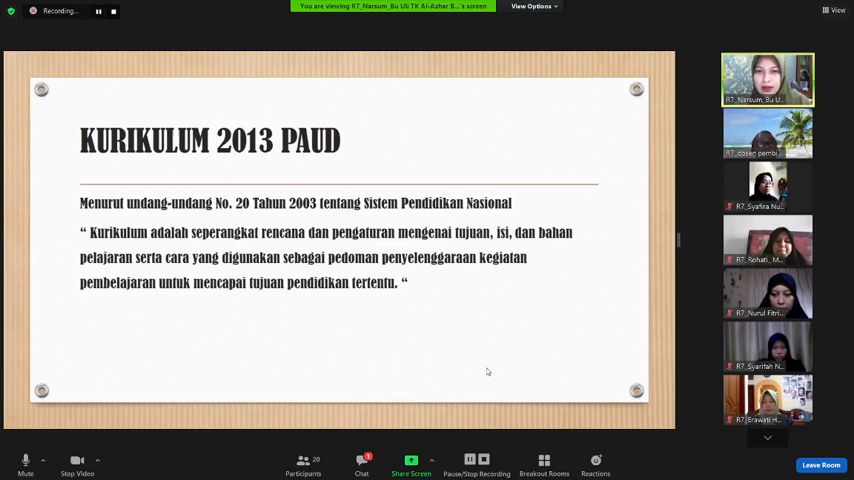 Recording...
You are viewing R7_Narsum_Bu Uli TK Al-Azhar B...'s screen
View Options
View
KURIKULUM 2013 PAUD
Menurut undang-undang No. 20 Tahun 2003 tentang Sistem Pendidikan Nasional
“ Kurikulum adalah seperangkat rencana dan pengaturan mengenai tujuan, isi, dan bahan
pelajaran serta cara yang digunakan sebagai pedoman penyelenggaraan kegiatan
pembelajaran untuk mencapai tujuan pendidikan tertentu. “
R7_Narsum_Bu U...
R7_dosen pembi...
R7_Syafira Nu...
R7_Rohati_ M...
R7_Nurul Fitri...
R7_Syarifah N...
R7_Erawati H...
Mute
Stop Video
Participants
20
Chat
1
Share Screen
Pause/Stop Recording
Breakout Rooms
Reactions
Leave Room